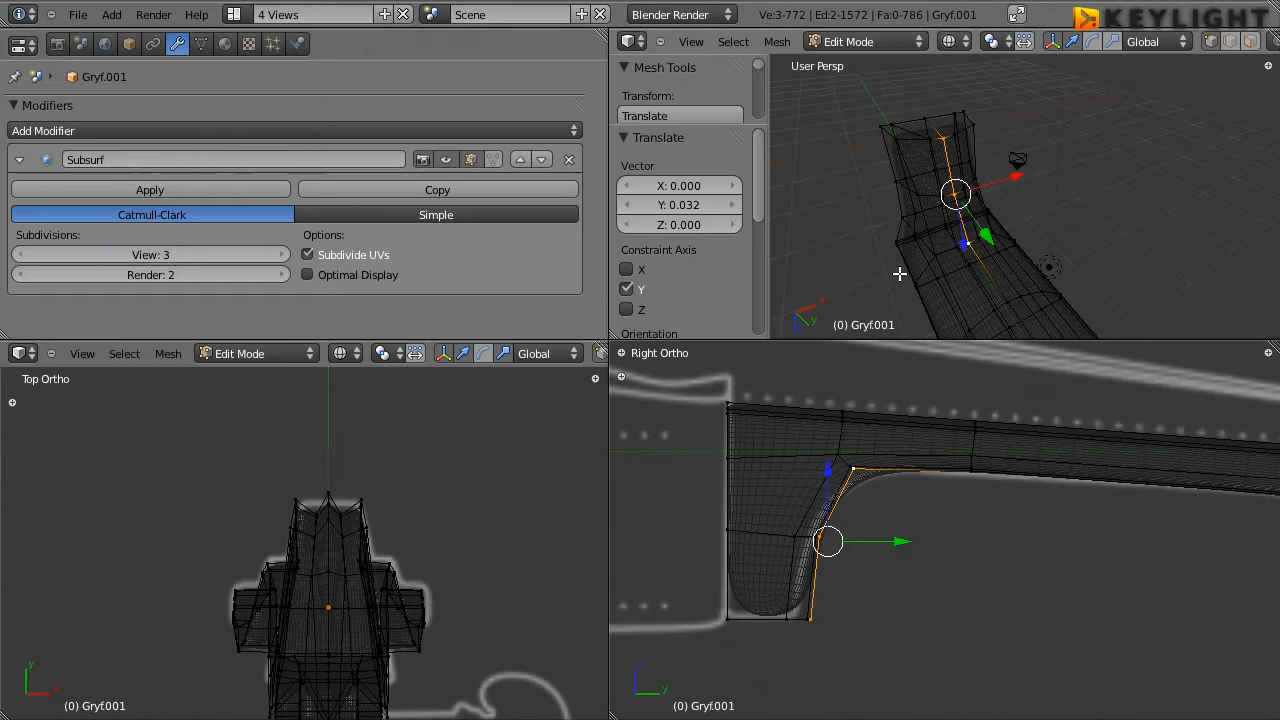 File Add Render Help 4 Views Scene Blender Render Ve:3-772 | Ed:2-1572 | Fa:0-786 | Gryf.001 KEYLIGHT
View Select Mesh Edit Mode Global
Gryf.001
Modifiers
Add Modifier
Subsurf
Apply Copy
Catmull-Clark Simple
Subdivisions: Options:
View: 3 Subdivide UVs
Render: 2 Optimal Display
Mesh Tools
Transform:
Translate
Translate
Vector
X: 0.000
Y: 0.032
Z: 0.000
Constraint Axis
X
Y
Z
Orientation
User Persp
x
y
(0) Gryf.001
View Select Mesh Edit Mode Global
Top Ortho
y
x
(0) Gryf.001
Right Ortho
y
(0) Gryf.001